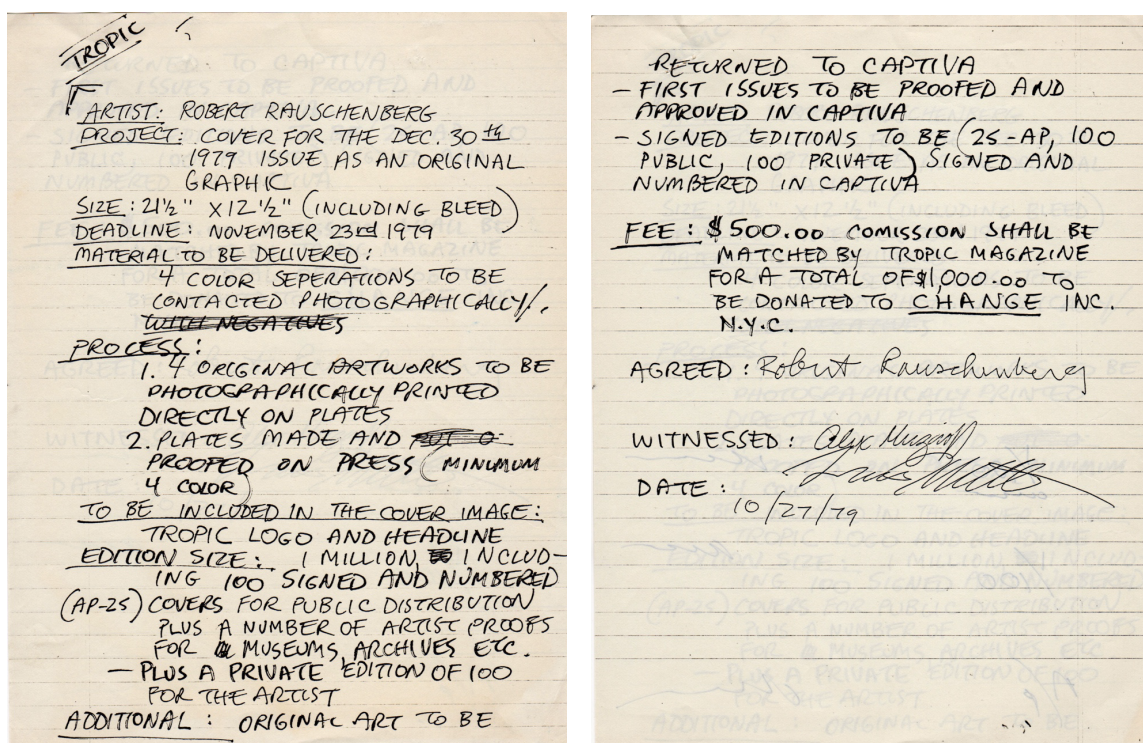 TROPIC
ARTIST: ROBERT RAUSCHENBERG
PROJECT: COVER FOR THE DEC. 30th
1979 ISSUE AS AN ORIGINAL
GRAPHIC
SIZE: 21½" X 12½" (INCLUDING BLEED)
DEADLINE: NOVEMBER 23rd 1979
MATERIAL TO BE DELIVERED:
4 COLOR SEPERATIONS TO BE
CONTACTED PHOTOGRAPHICALLY/.
WITH NEGATIVES
PROCESS:
1. 4 ORIGINAL ARTWORKS TO BE
PHOTOGRAPHICALLY PRINTED
DIRECTLY ON PLATES
2. PLATES MADE AND
PROOFED ON PRESS (MINIMUM
4 COLOR)
TO BE INCLUDED IN THE COVER IMAGE:
TROPIC LOGO AND HEADLINE
EDITION SIZE: 1 MILLION INCLUD-
ING 100 SIGNED AND NUMBERED
(AP-25) COVERS FOR PUBLIC DISTRIBUTION
PLUS A NUMBER OF ARTIST PROOFS
FOR MUSEUMS, ARCHIVES ETC.
— PLUS A PRIVATE EDITION OF 100
FOR THE ARTIST
ADDITIONAL: ORIGINAL ART TO BE
RETURNED TO CAPTIVA
— FIRST ISSUES TO BE PROOFED AND
APPROVED IN CAPTIVA
— SIGNED EDITIONS TO BE (25-AP, 100
PUBLIC, 100 PRIVATE) SIGNED AND
NUMBERED IN CAPTIVA
FEE: $500.00 COMISSION SHALL BE
MATCHED BY TROPIC MAGAZINE
FOR A TOTAL OF $1,000.00 TO
BE DONATED TO CHANGE INC.
N.Y.C.
AGREED: Robert Rauschenberg
WITNESSED:
DATE:
10/27/79